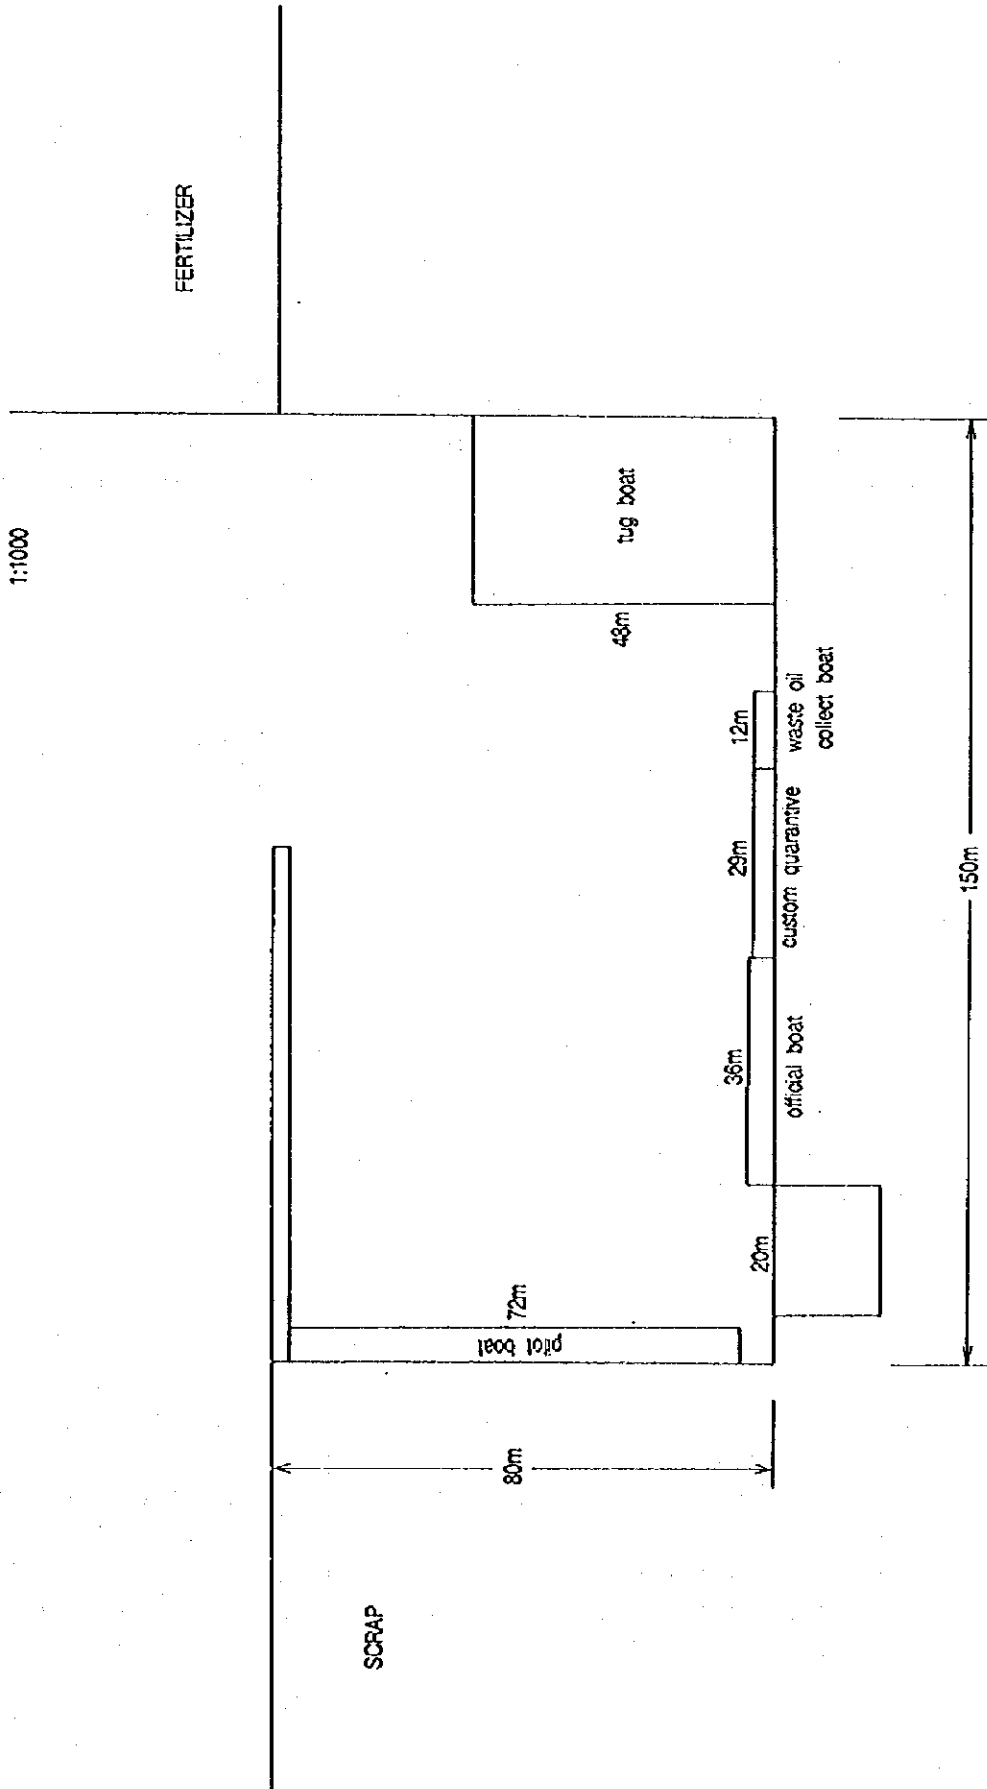 1:1000
FERTILIZER
tug boat
48m
12m
waste oil
collect boat
29m
custom quarantive
36m
official boat
20m
72m
pilot boat
150m
80m
SCRAP